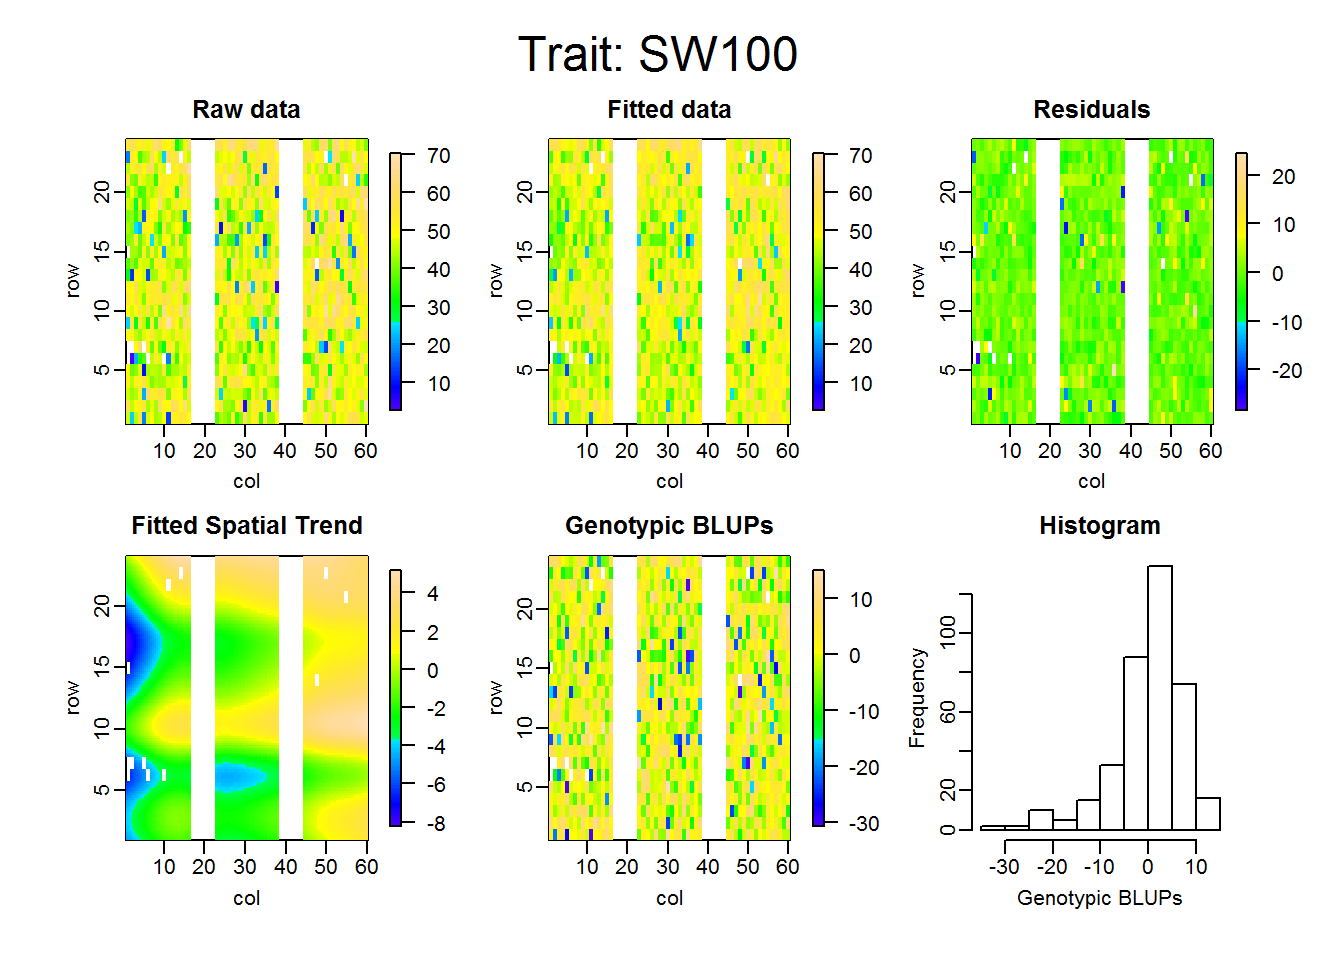 Trait: SW100
Raw data
row
5 10 15 20
10 20 30 40 50 60
col
70
60
50
40
30
20
10
Fitted data
row
5 10 15 20
10 20 30 40 50 60
col
70
60
50
40
30
20
10
Residuals
row
5 10 15 20
10 20 30 40 50 60
col
20
10
0
-10
-20
Fitted Spatial Trend
row
5 10 15 20
10 20 30 40 50 60
col
4
2
0
-2
-4
-6
-8
Genotypic BLUPs
row
5 10 15 20
10 20 30 40 50 60
col
10
0
-10
-20
-30
Histogram
Frequency
0 20 60 100
-30 -20 -10 0 10
Genotypic BLUPs